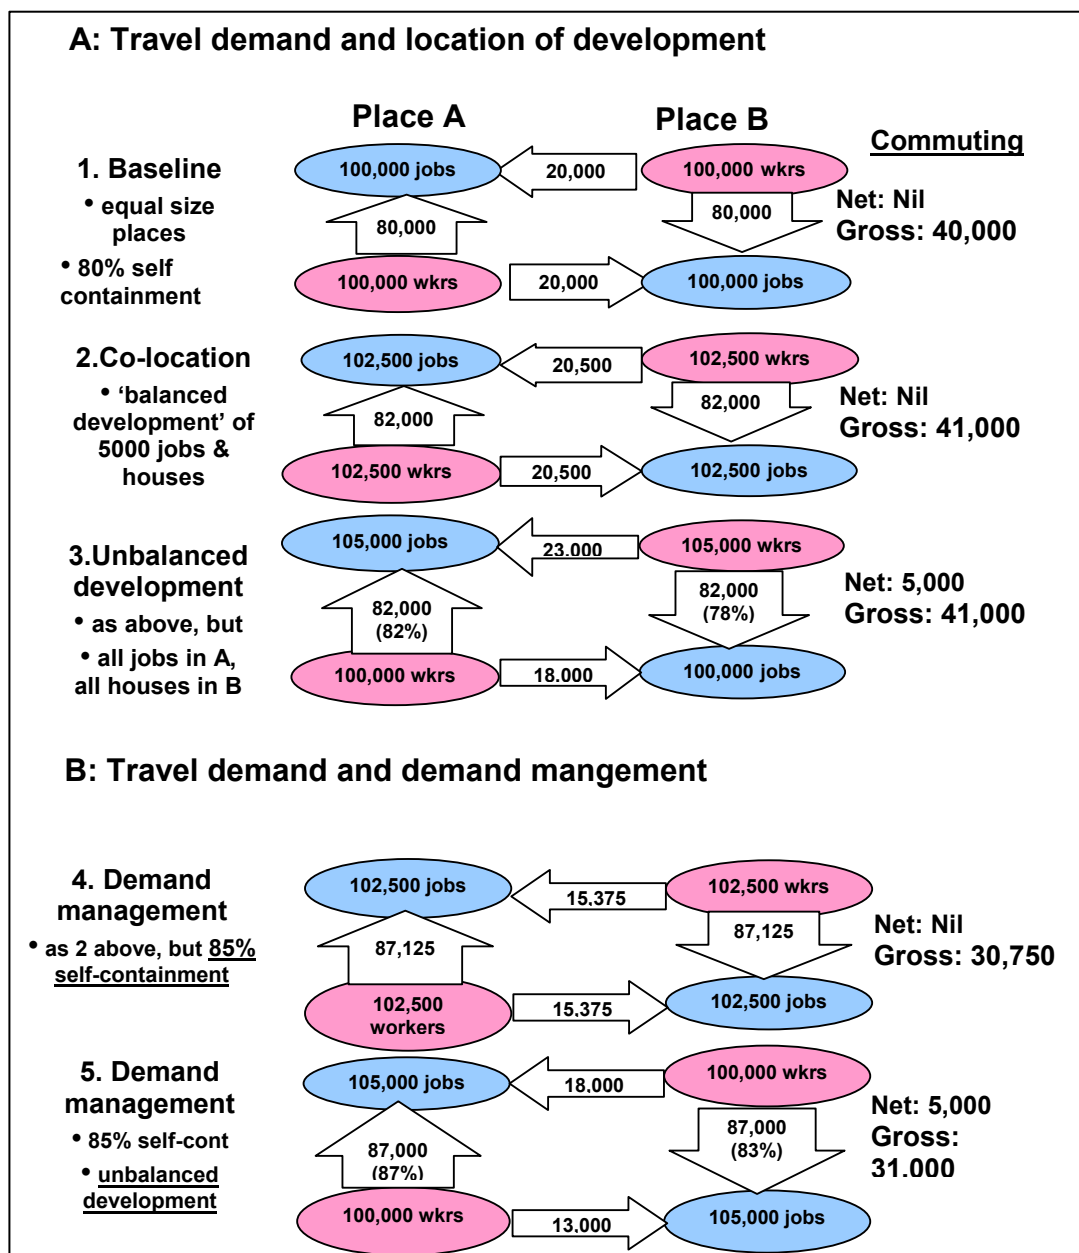 A: Travel demand and location of development
Place A
Place B
Commuting
1. Baseline
• equal size
places
• 80% self
containment
100,000 jobs
20,000
100,000 wkrs
80,000
80,000
100,000 wkrs
20,000
100,000 jobs
Net: Nil
Gross: 40,000
2.Co-location
• ‘balanced
development’ of
5000 jobs &
houses
102,500 jobs
20,500
102,500 wkrs
82,000
82,000
102,500 wkrs
20,500
102,500 jobs
Net: Nil
Gross: 41,000
3.Unbalanced
development
• as above, but
• all jobs in A,
all houses in B
105,000 jobs
23,000
105,000 wkrs
82,000
(82%)
82,000
(78%)
100,000 wkrs
18,000
100,000 jobs
Net: 5,000
Gross: 41,000
B: Travel demand and demand mangement
4. Demand
management
• as 2 above, but 85%
self-containment
102,500 jobs
15,375
102,500 wkrs
87,125
87,125
102,500
workers
15,375
102,500 jobs
Net: Nil
Gross: 30,750
5. Demand
management
• 85% self-cont
• unbalanced
development
105,000 jobs
18,000
100,000 wkrs
87,000
(87%)
87,000
(83%)
100,000 wkrs
13,000
105,000 jobs
Net: 5,000
Gross:
31,000